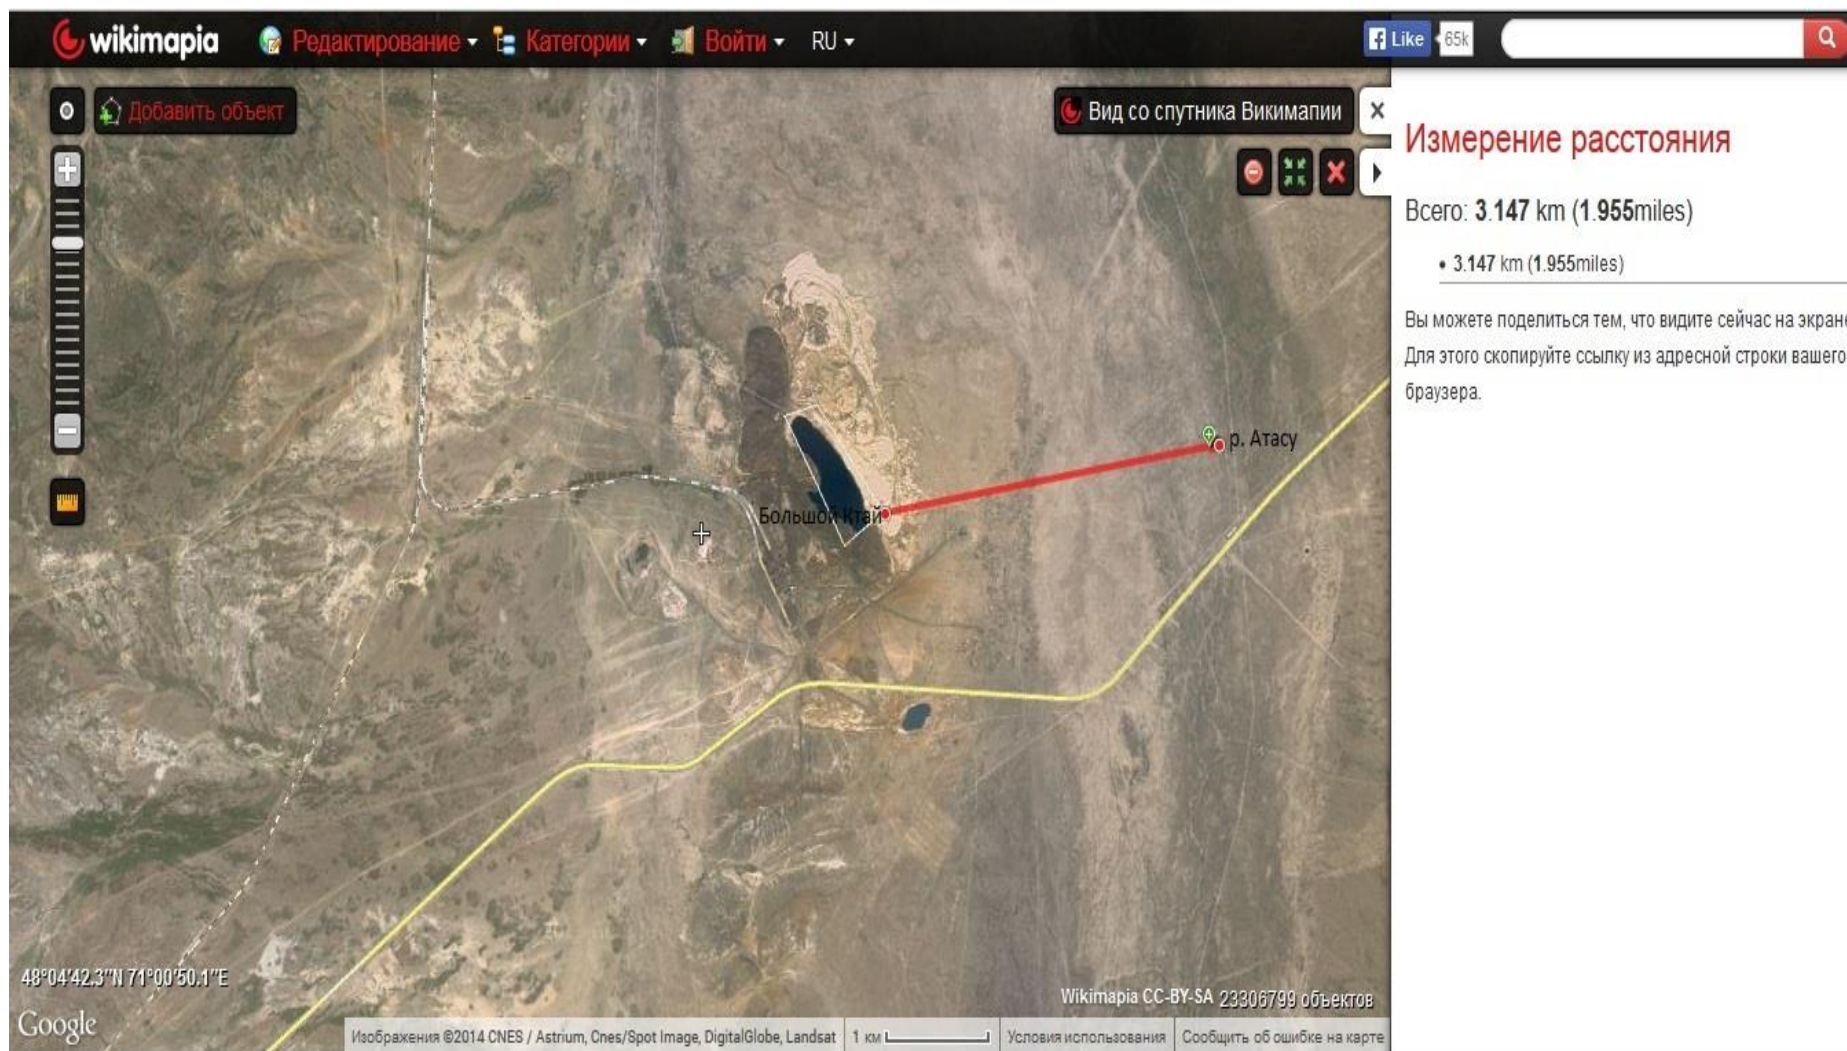 wikimapia Редактирование Категории Войти RU Like 65k
Добавить объект
Вид со спутника Викимапии
Измерение расстояния
Всего: 3.147 km (1.955miles)
• 3.147 km (1.955miles)
Вы можете поделиться тем, что видите сейчас на экране
Для этого скопируйте ссылку из адресной строки вашего
браузера.
р. Атасу
Большой Ктай
48°04'42.3"N 71°00'50.1"E
Wikimapia CC-BY-SA 23306799 объектов
Google
Изображения ©2014 CNES / Astrium, Cnes/Spot Image, DigitalGlobe, Landsat 1 км Условия использования Сообщить об ошибке на карте